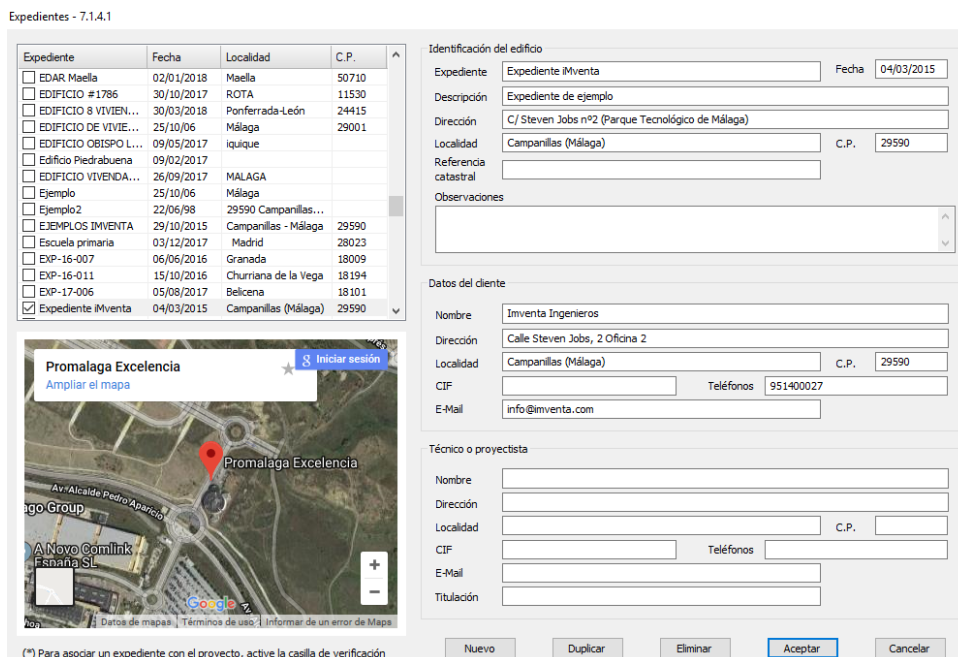 Expedientes - 7.1.4.1
Expediente Fecha Localidad C.P.
EDAR Maella 02/01/2018 Maella 50710
EDIFICIO #1786 30/10/2017 ROTA 11530
EDIFICIO 8 VIVIEN... 30/03/2018 Ponferrada-León 24415
EDIFICIO DE VIVIE... 25/10/06 Málaga 29001
EDIFICIO OBISPO L... 09/05/2017 iquique
Edificio Piedrabuena 09/02/2017
EDIFICIO VIVENDA... 26/09/2017 MALAGA
Ejemplo 25/10/06 Málaga
Ejemplo2 22/06/98 29590 Campanillas...
EJEMPLOS IMVENTA 29/10/2015 Campanillas - Málaga 29590
Escuela primaria 03/12/2017 Madrid 28023
EXP-16-007 06/06/2016 Granada 18009
EXP-16-011 15/10/2016 Churriana de la Vega 18194
EXP-17-006 05/08/2017 Belicena 18101
Expediente iMventa 04/03/2015 Campanillas (Málaga) 29590
Promalaga Excelencia
Ampliar el mapa
Iniciar sesión
Promalaga Excelencia
Av. Alcalde Pedro Aparicio
ago Group
A Novo Comlink
España SL
Google
Datos de mapas Términos de uso Informar de un error de Maps
(*) Para asociar un expediente con el proyecto, active la casilla de verificación
Identificación del edificio
Expediente Expediente iMventa Fecha 04/03/2015
Descripción Expediente de ejemplo
Dirección C/ Steven Jobs nº2 (Parque Tecnológico de Málaga)
Localidad Campanillas (Málaga) C.P. 29590
Referencia
catastral
Observaciones
Datos del cliente
Nombre Imventa Ingenieros
Dirección Calle Steven Jobs, 2 Oficina 2
Localidad Campanillas (Málaga) C.P. 29590
CIF Teléfonos 951400027
E-Mail info@imventa.com
Técnico o proyectista
Nombre
Dirección
Localidad C.P.
CIF Teléfonos
E-Mail
Titulación
Nuevo Duplicar Eliminar Aceptar Cancelar